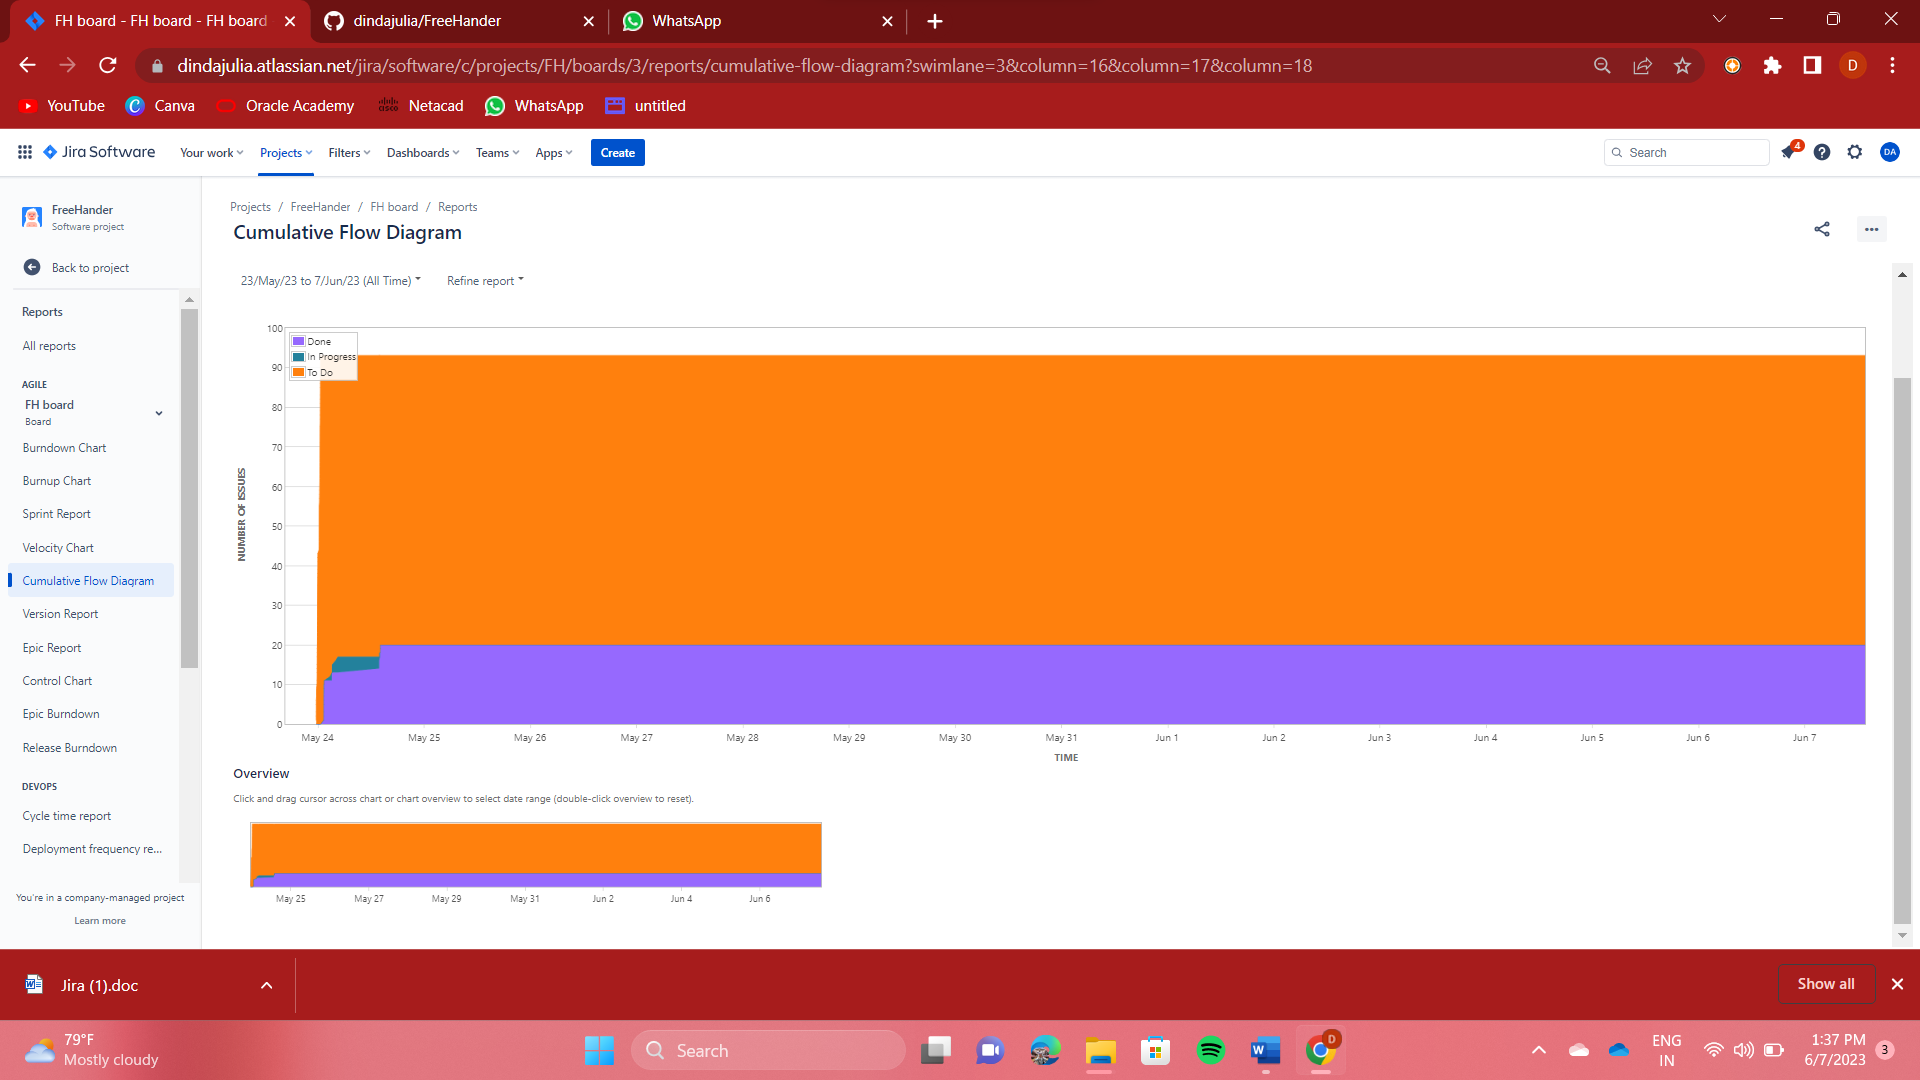 FH board - FH board - FH board
dindajulia/FreeHander
WhatsApp
dindajulia.atlassian.net/jira/software/c/projects/FH/boards/3/reports/cumulative-flow-diagram?swimlane=3&column=16&column=17&column=18
D
YouTube
Canva
Oracle Academy
Netacad
WhatsApp
untitled
Jira Software
Your work
Projects
Filters
Dashboards
Teams
Apps
Create
Search
4
DA
FreeHander
Software project
Back to project
Reports
All reports
AGILE
FH board
Board
Burndown Chart
Burnup Chart
Sprint Report
Velocity Chart
Cumulative Flow Diagram
Version Report
Epic Report
Control Chart
Epic Burndown
Release Burndown
DEVOPS
Cycle time report
Deployment frequency re...
You're in a company-managed project
Learn more
Projects / FreeHander / FH board / Reports
Cumulative Flow Diagram
23/May/23 to 7/Jun/23 (All Time)
Refine report
Done
In Progress
To Do
100
90
80
70
60
50
40
30
20
10
0
NUMBER OF ISSUES
May 24
May 25
May 26
May 27
May 28
May 29
May 30
May 31
Jun 1
Jun 2
Jun 3
Jun 4
Jun 5
Jun 6
Jun 7
TIME
Overview
Click and drag cursor across chart or chart overview to select date range (double-click overview to reset).
May 25
May 27
May 29
May 31
Jun 2
Jun 4
Jun 6
Jira (1).doc
Show all
79°F
Mostly cloudy
Search
D
ENG
IN
1:37 PM
6/7/2023
3